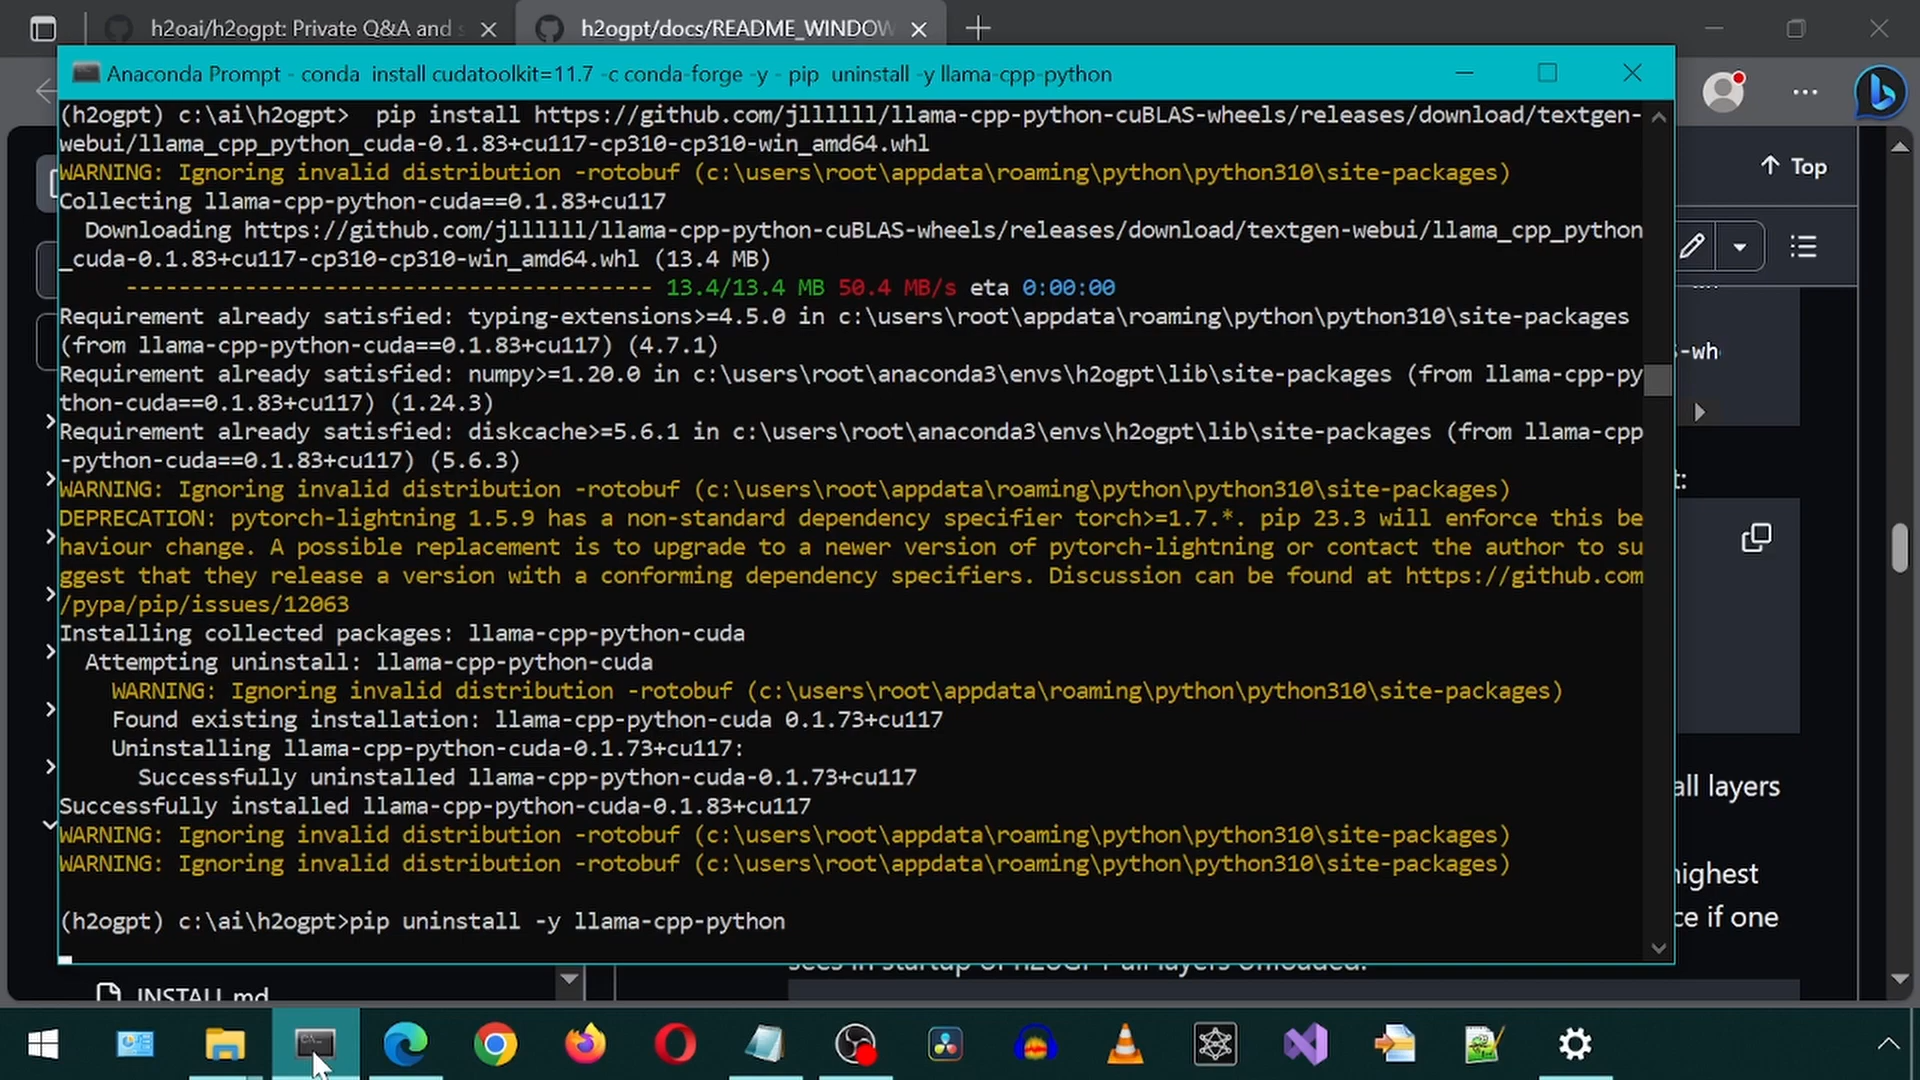 h2oai/h2ogpt: Private Q&A and s
h2ogpt/docs/README_WINDOW
Anaconda Prompt - conda  install cudatoolkit=11.7 -c conda-forge -y - pip  uninstall -y llama-cpp-python
(h2ogpt) c:\ai\h2ogpt>  pip install https://github.com/jllllll/llama-cpp-python-cuBLAS-wheels/releases/download/textgen-
webui/llama_cpp_python_cuda-0.1.83+cu117-cp310-cp310-win_amd64.whl
WARNING: Ignoring invalid distribution -rotobuf (c:\users\root\appdata\roaming\python\python310\site-packages)
Collecting llama-cpp-python-cuda==0.1.83+cu117
  Downloading https://github.com/jllllll/llama-cpp-python-cuBLAS-wheels/releases/download/textgen-webui/llama_cpp_python
_cuda-0.1.83+cu117-cp310-cp310-win_amd64.whl (13.4 MB)
     ---------------------------------------- 13.4/13.4 MB 50.4 MB/s eta 0:00:00
Requirement already satisfied: typing-extensions>=4.5.0 in c:\users\root\appdata\roaming\python\python310\site-packages
(from llama-cpp-python-cuda==0.1.83+cu117) (4.7.1)
Requirement already satisfied: numpy>=1.20.0 in c:\users\root\anaconda3\envs\h2ogpt\lib\site-packages (from llama-cpp-py
thon-cuda==0.1.83+cu117) (1.24.3)
Requirement already satisfied: diskcache>=5.6.1 in c:\users\root\anaconda3\envs\h2ogpt\lib\site-packages (from llama-cpp
-python-cuda==0.1.83+cu117) (5.6.3)
WARNING: Ignoring invalid distribution -rotobuf (c:\users\root\appdata\roaming\python\python310\site-packages)
DEPRECATION: pytorch-lightning 1.5.9 has a non-standard dependency specifier torch>=1.7.*. pip 23.3 will enforce this be
haviour change. A possible replacement is to upgrade to a newer version of pytorch-lightning or contact the author to su
ggest that they release a version with a conforming dependency specifiers. Discussion can be found at https://github.com
/pypa/pip/issues/12063
Installing collected packages: llama-cpp-python-cuda
  Attempting uninstall: llama-cpp-python-cuda
    WARNING: Ignoring invalid distribution -rotobuf (c:\users\root\appdata\roaming\python\python310\site-packages)
    Found existing installation: llama-cpp-python-cuda 0.1.73+cu117
    Uninstalling llama-cpp-python-cuda-0.1.73+cu117:
      Successfully uninstalled llama-cpp-python-cuda-0.1.73+cu117
Successfully installed llama-cpp-python-cuda-0.1.83+cu117
WARNING: Ignoring invalid distribution -rotobuf (c:\users\root\appdata\roaming\python\python310\site-packages)
WARNING: Ignoring invalid distribution -rotobuf (c:\users\root\appdata\roaming\python\python310\site-packages)
(h2ogpt) c:\ai\h2ogpt>pip uninstall -y llama-cpp-python
Top
-wh
t:
all layers
highest
ce if one
sees in startup of h2oGPT all layers offloaded.
INSTALL.md